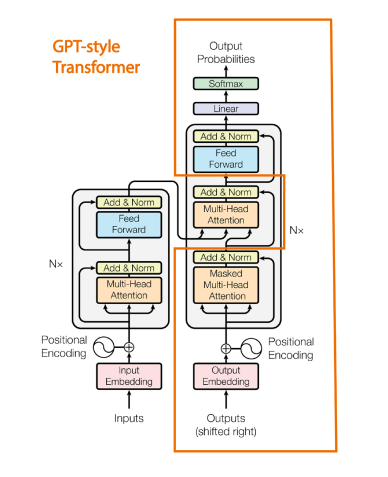 GPT-style
Transformer
Output
Probabilities
Softmax
Linear
Add & Norm
Feed
Forward
Add & Norm
Multi-Head
Attention
Add & Norm
Masked
Multi-Head
Attention
N×
Positional
Encoding
Output
Embedding
Outputs
(shifted right)
Add & Norm
Feed
Forward
Add & Norm
Multi-Head
Attention
N×
Positional
Encoding
Input
Embedding
Inputs